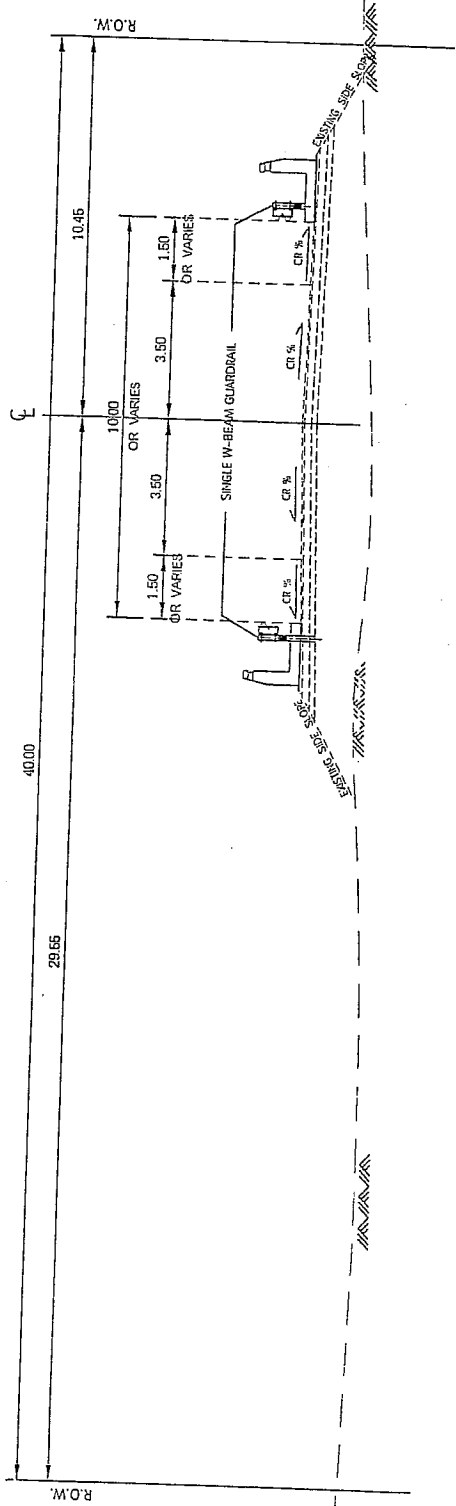 R.O.W.
R.O.W.
40.00
29.55
10.45
C
L
10.00
OR VARIES
1.50
OR VARIES
3.50
3.50
1.50
OR VARIES
SINGLE W-BEAM GUARDRAIL
CR %
CR %
CR %
CR %
EXISTING SIDE SLOPE
EXISTING SIDE SLOPE